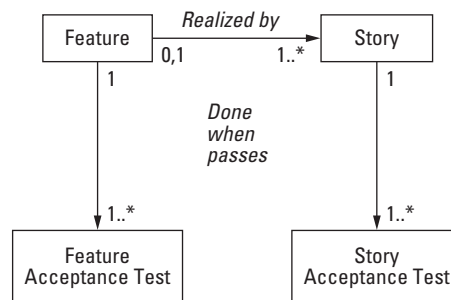 Realized by
Feature
Story
0,1
1..*
1
1
Done
when
passes
1..*
1..*
Feature
Acceptance Test
Story
Acceptance Test